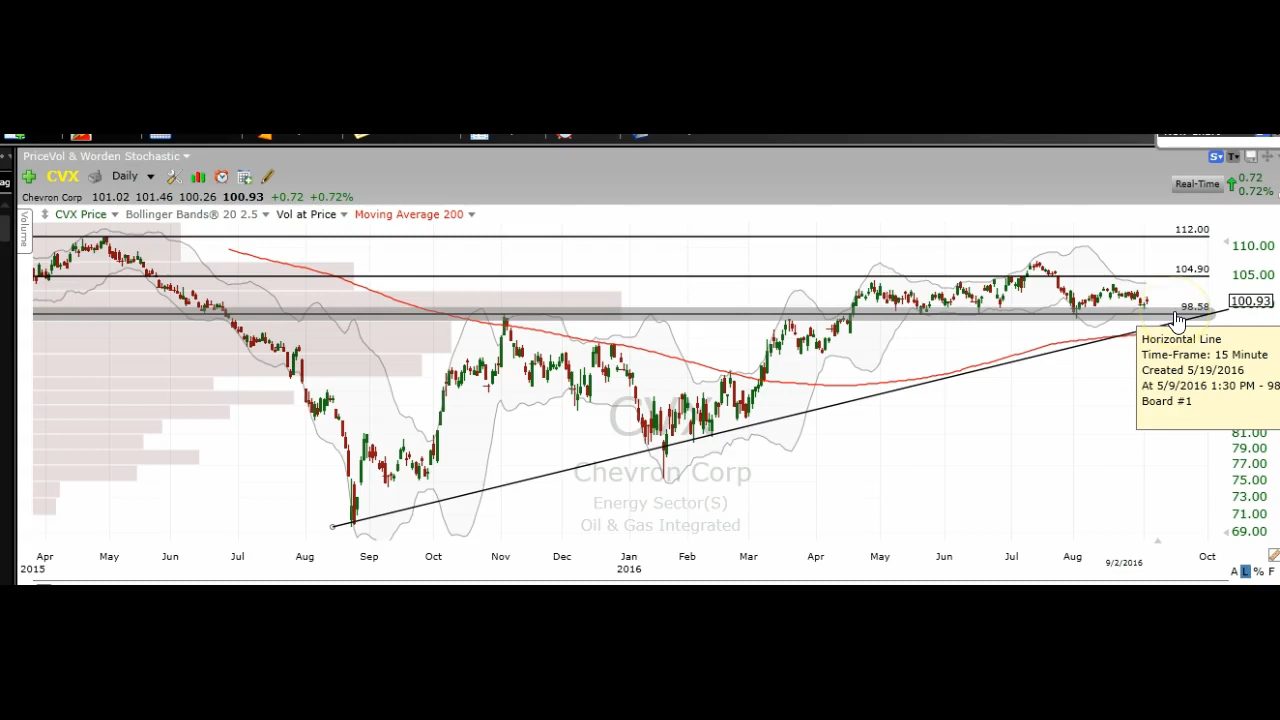 PriceVol & Worden Stochastic
S T
ag
CVX Daily
Real-Time 0.72
0.72%
Chevron Corp 101.02 101.46 100.26 100.93 +0.72 +0.72%
Volume
CVX Price Bollinger Bands® 20 2.5 Vol at Price Moving Average 200
112.00
110.00
104.90
105.00
100.93
98.58
Horizontal Line
Time-Frame: 15 Minute
Created 5/19/2016
At 5/9/2016 1:30 PM - 98
Board #1
CVX
81.00
79.00
77.00
Chevron Corp
75.00
Energy Sector(S)
73.00
71.00
Oil & Gas Integrated
69.00
Apr May Jun Jul Aug Sep Oct Nov Dec Jan Feb Mar Apr May Jun Jul Aug Oct
2015 2016 9/2/2016
A L % F